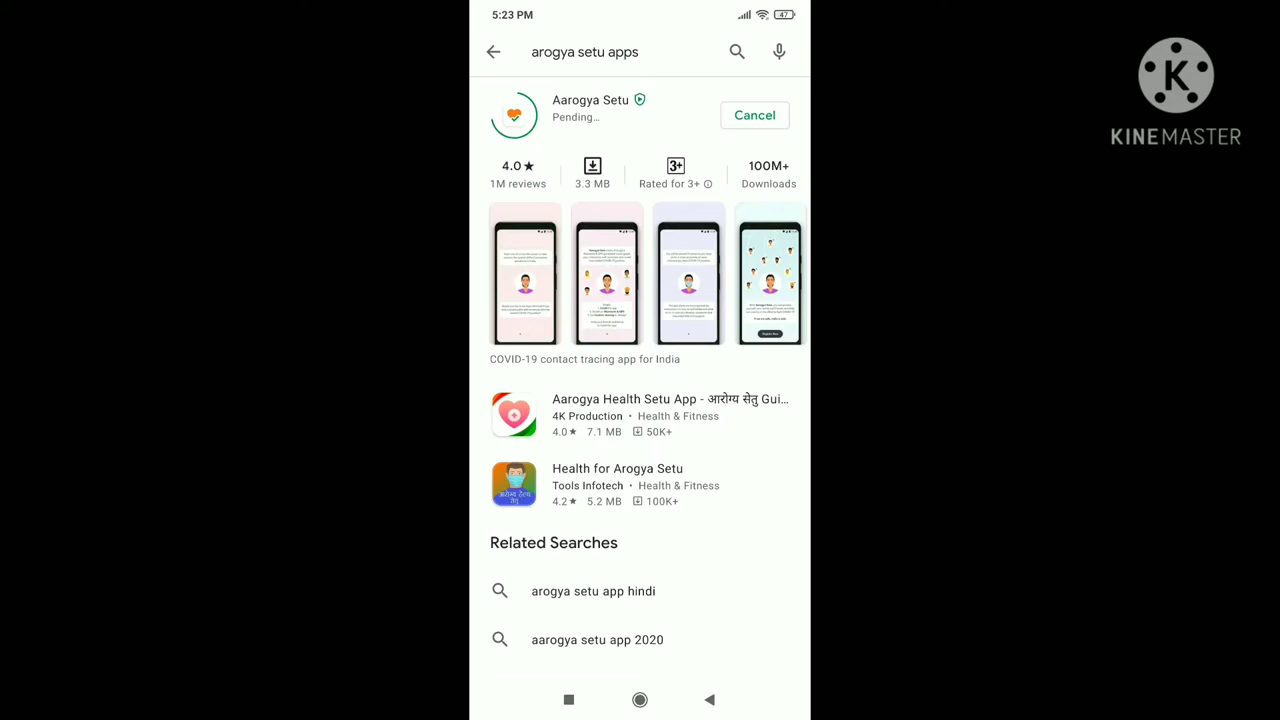 5:23 PM
47
arogya setu apps
Aarogya Setu
Pending...
Cancel
4.0★
1M reviews
3.3 MB
3+
Rated for 3+
100M+
Downloads
COVID-19 contact tracing app for India
Aarogya Health Setu App - आरोग्य सेतु Gui...
4K Production • Health & Fitness
4.0★ 7.1 MB 50K+
Health for Arogya Setu
Tools Infotech • Health & Fitness
4.2★ 5.2 MB 100K+
Related Searches
arogya setu app hindi
aarogya setu app 2020
K
KINEMASTER